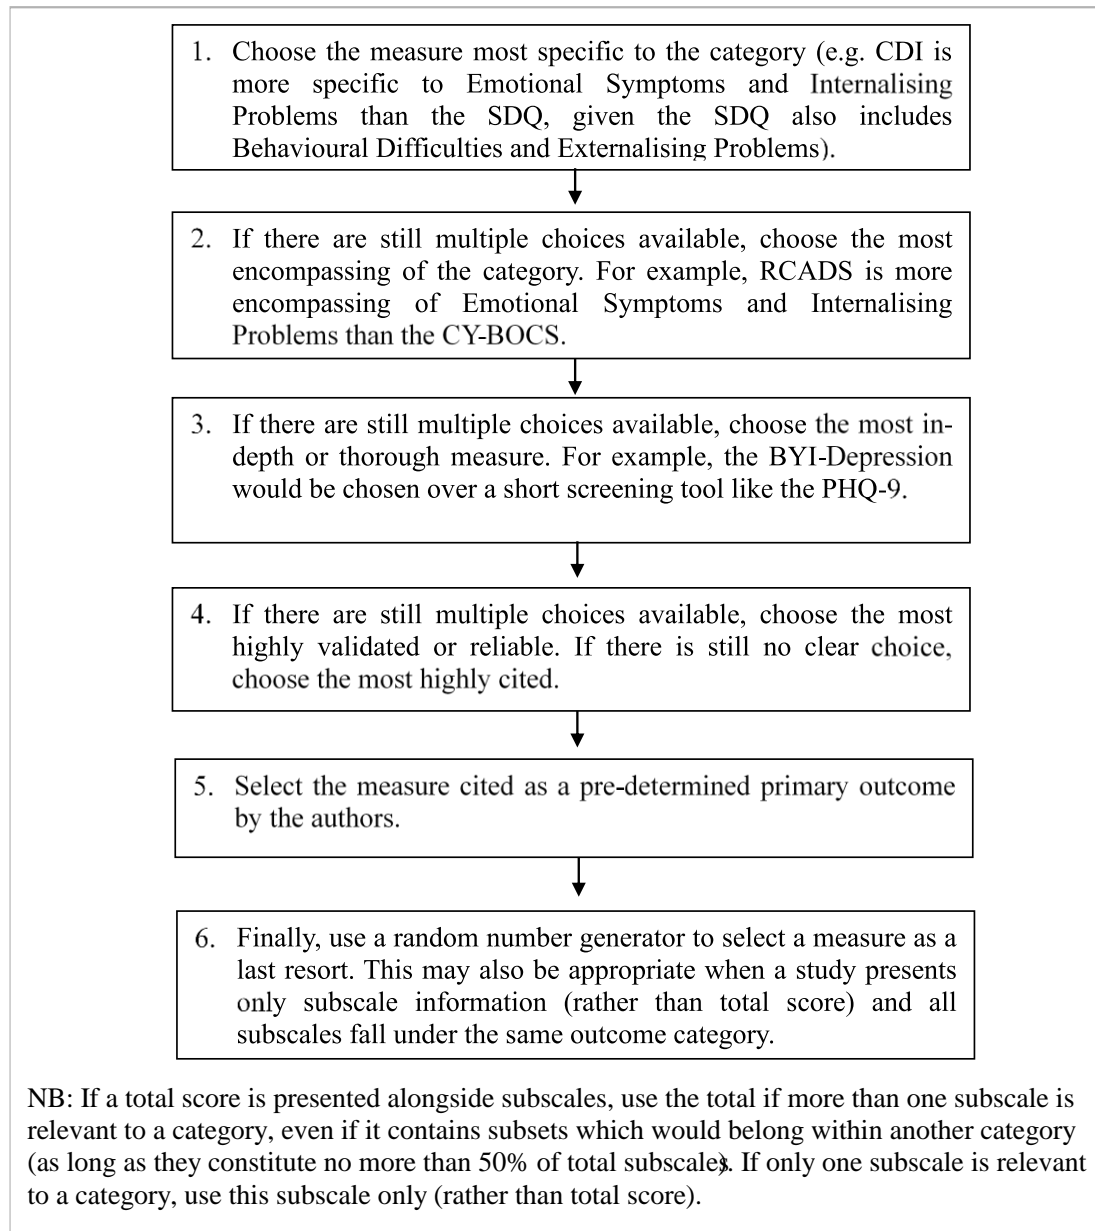 1. Choose the measure most specific to the category (e.g. CDI is
more specific to Emotional Symptoms and Internalising
Problems than the SDQ, given the SDQ also includes
Behavioural Difficulties and Externalising Problems).
2. If there are still multiple choices available, choose the most
encompassing of the category. For example, RCADS is more
encompassing of Emotional Symptoms and Internalising
Problems than the CY-BOCS.
3. If there are still multiple choices available, choose the most in-
depth or thorough measure. For example, the BYI-Depression
would be chosen over a short screening tool like the PHQ-9.
4. If there are still multiple choices available, choose the most
highly validated or reliable. If there is still no clear choice,
choose the most highly cited.
5. Select the measure cited as a pre-determined primary outcome
by the authors.
6. Finally, use a random number generator to select a measure as a
last resort. This may also be appropriate when a study presents
only subscale information (rather than total score) and all
subscales fall under the same outcome category.
NB: If a total score is presented alongside subscales, use the total if more than one subscale is
relevant to a category, even if it contains subsets which would belong within another category
(as long as they constitute no more than 50% of total subscales). If only one subscale is relevant
to a category, use this subscale only (rather than total score).